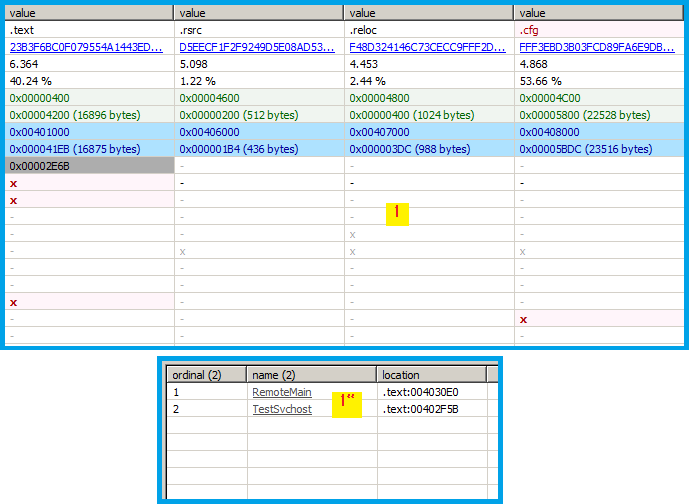 value value value value
.text .rsrc .reloc .cfg
23B3F6BC0F079554A1443ED... D5EECF1F2F9249D5E08AD53... F48D324146C73CECC9FFF2D... FFF3EBD3B03FCD89FA6E9DB...
6.364 5.098 4.453 4.868
40.24 % 1.22 % 2.44 % 53.66 %
0x00000400 0x00004600 0x00004800 0x00004C00
0x00004200 (16896 bytes) 0x00000200 (512 bytes) 0x00000400 (1024 bytes) 0x00005800 (22528 bytes)
0x00401000 0x00406000 0x00407000 0x00408000
0x000041EB (16875 bytes) 0x000001B4 (436 bytes) 0x000003DC (988 bytes) 0x00005BDC (23516 bytes)
0x00002E6B - - -
x - - -
x - - -
- - - -
1
- - x -
- x x -
- - - -
- - - -
x - - -
- - - x
- - - -
ordinal (2) name (2) location
1 RemoteMain .text:004030E0
2 TestSvchost .text:00402F5B
1**